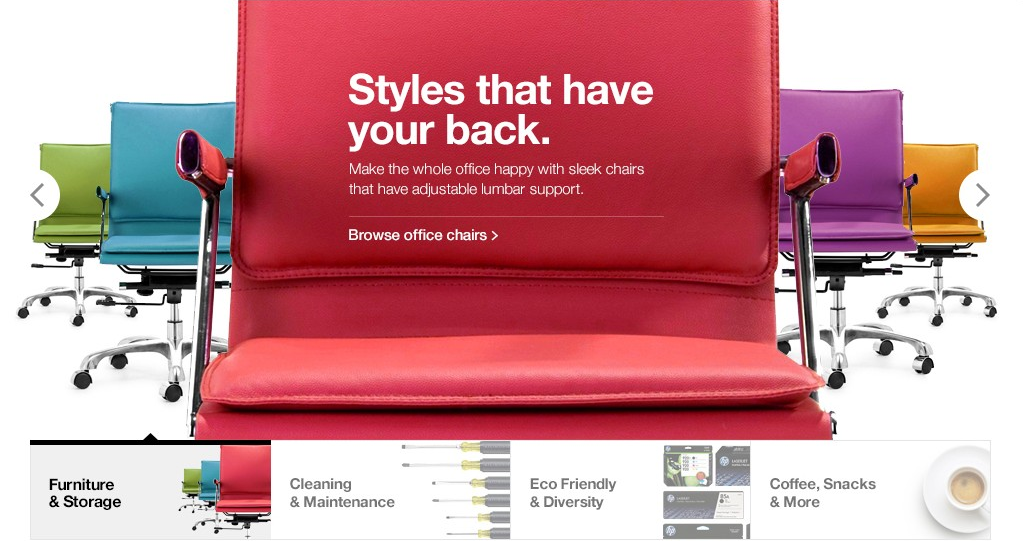 Styles that have
your back.
Make the whole office happy with sleek chairs
that have adjustable lumbar support.
Browse office chairs >
Furniture
& Storage
Cleaning
& Maintenance
Eco Friendly
& Diversity
Coffee, Snacks
& More